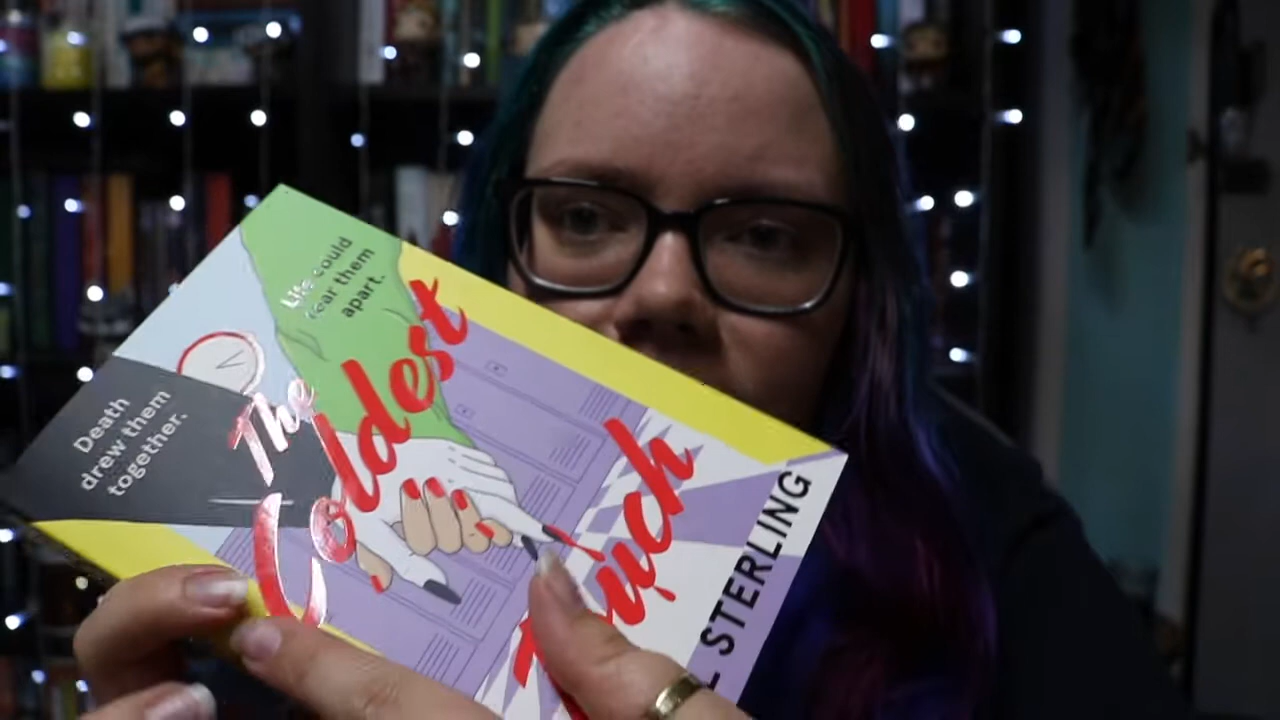 Death
drew them
together.
Life could
tear them
apart.
The
Coldest
Touch
STERLING